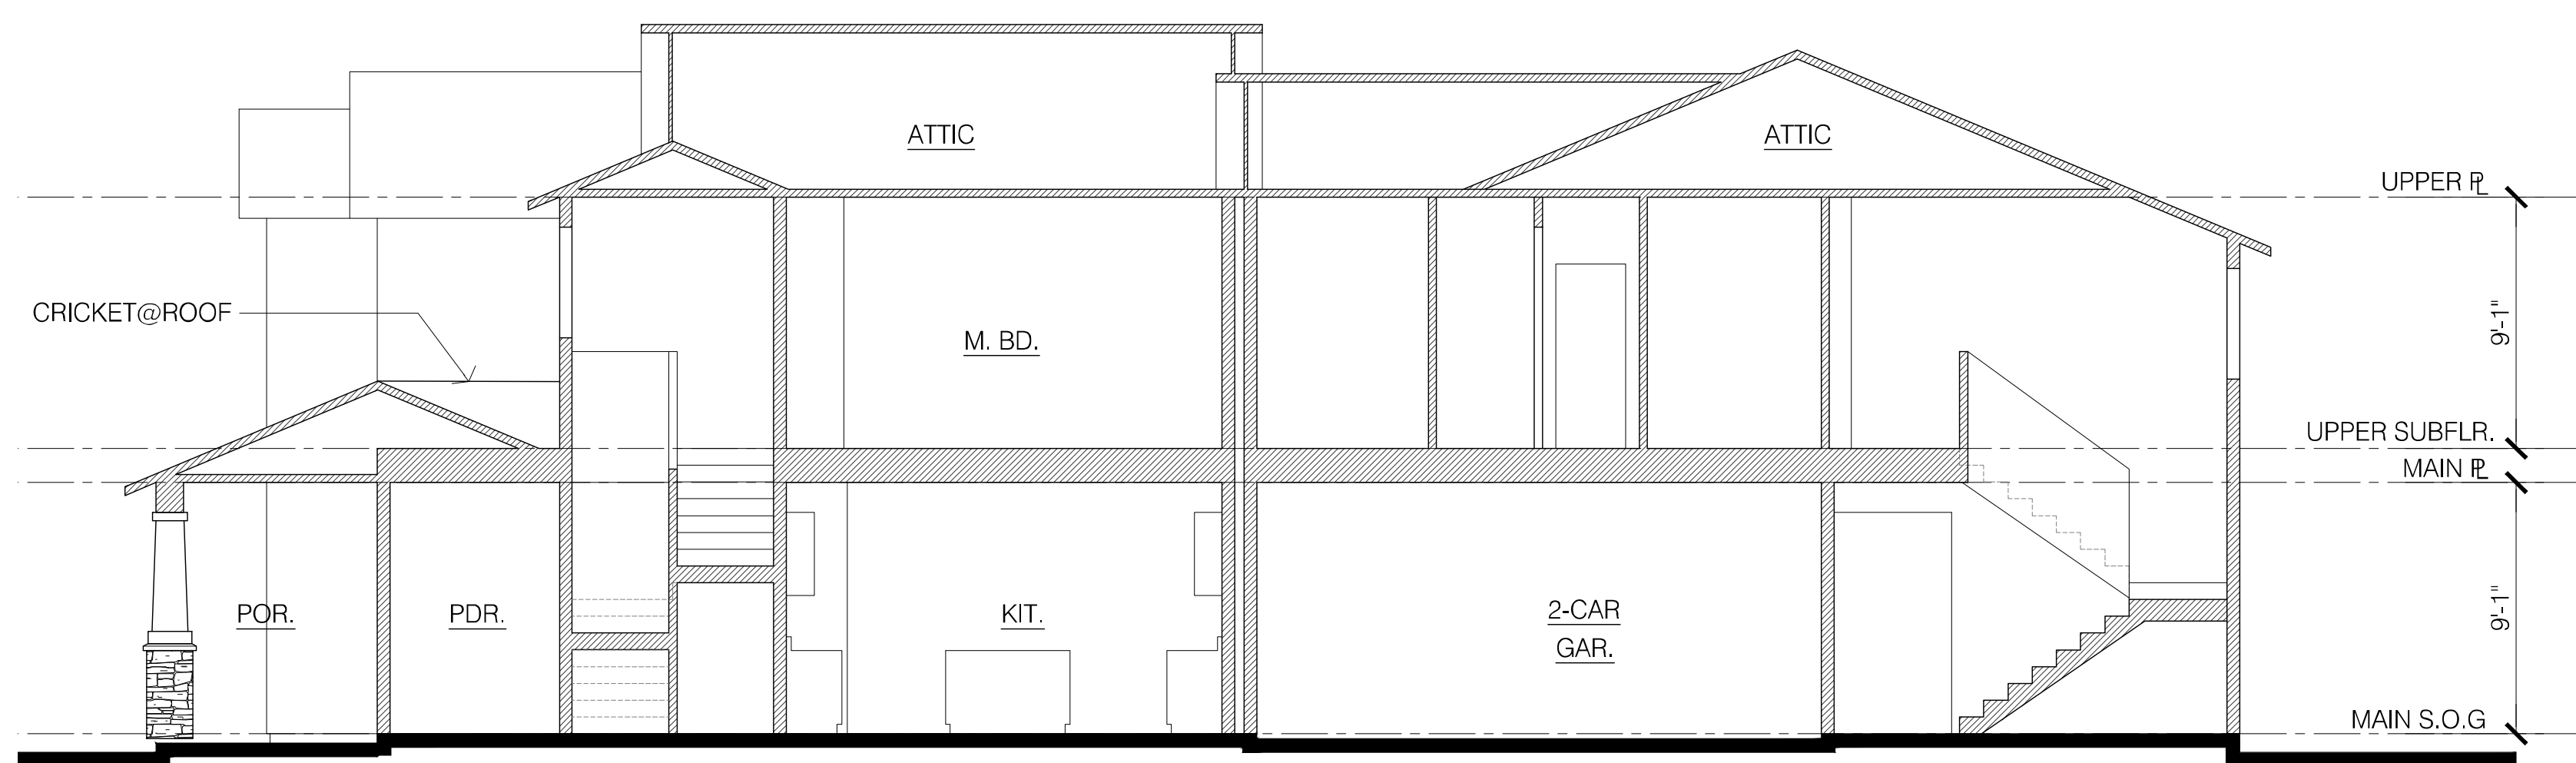 ATTIC
ATTIC
UPPER PL
CRICKET@ROOF
M. BD.
9'-1"
UPPER SUBFLR.
MAIN PL
POR.
PDR.
KIT.
2-CAR
GAR.
9'-1"
MAIN S.O.G